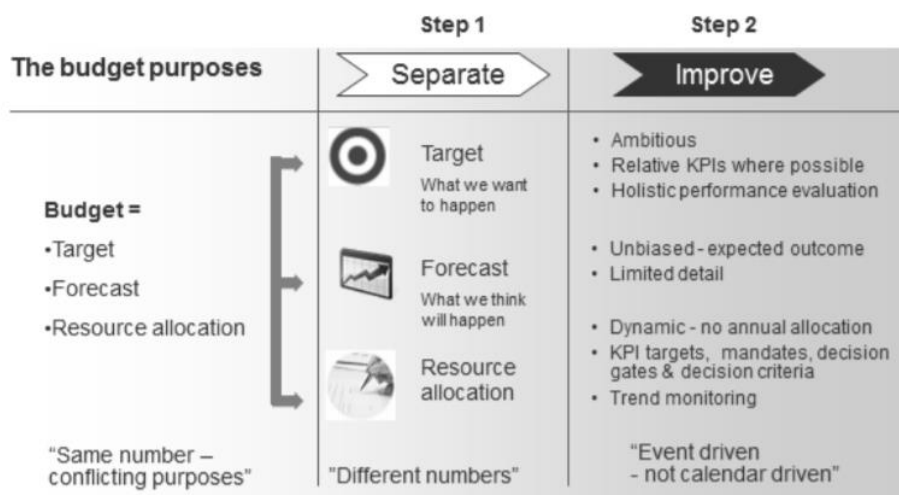 Step 1
Step 2
The budget purposes
Separate
Improve
Budget =
•Target
•Forecast
•Resource allocation
"Same number –
conflicting purposes"
Target
What we want
to happen
Forecast
What we think
will happen
Resource
allocation
"Different numbers"
• Ambitious
• Relative KPIs where possible
• Holistic performance evaluation
• Unbiased - expected outcome
• Limited detail
• Dynamic - no annual allocation
• KPI targets, mandates, decision
gates & decision criteria
• Trend monitoring
"Event driven
- not calendar driven"